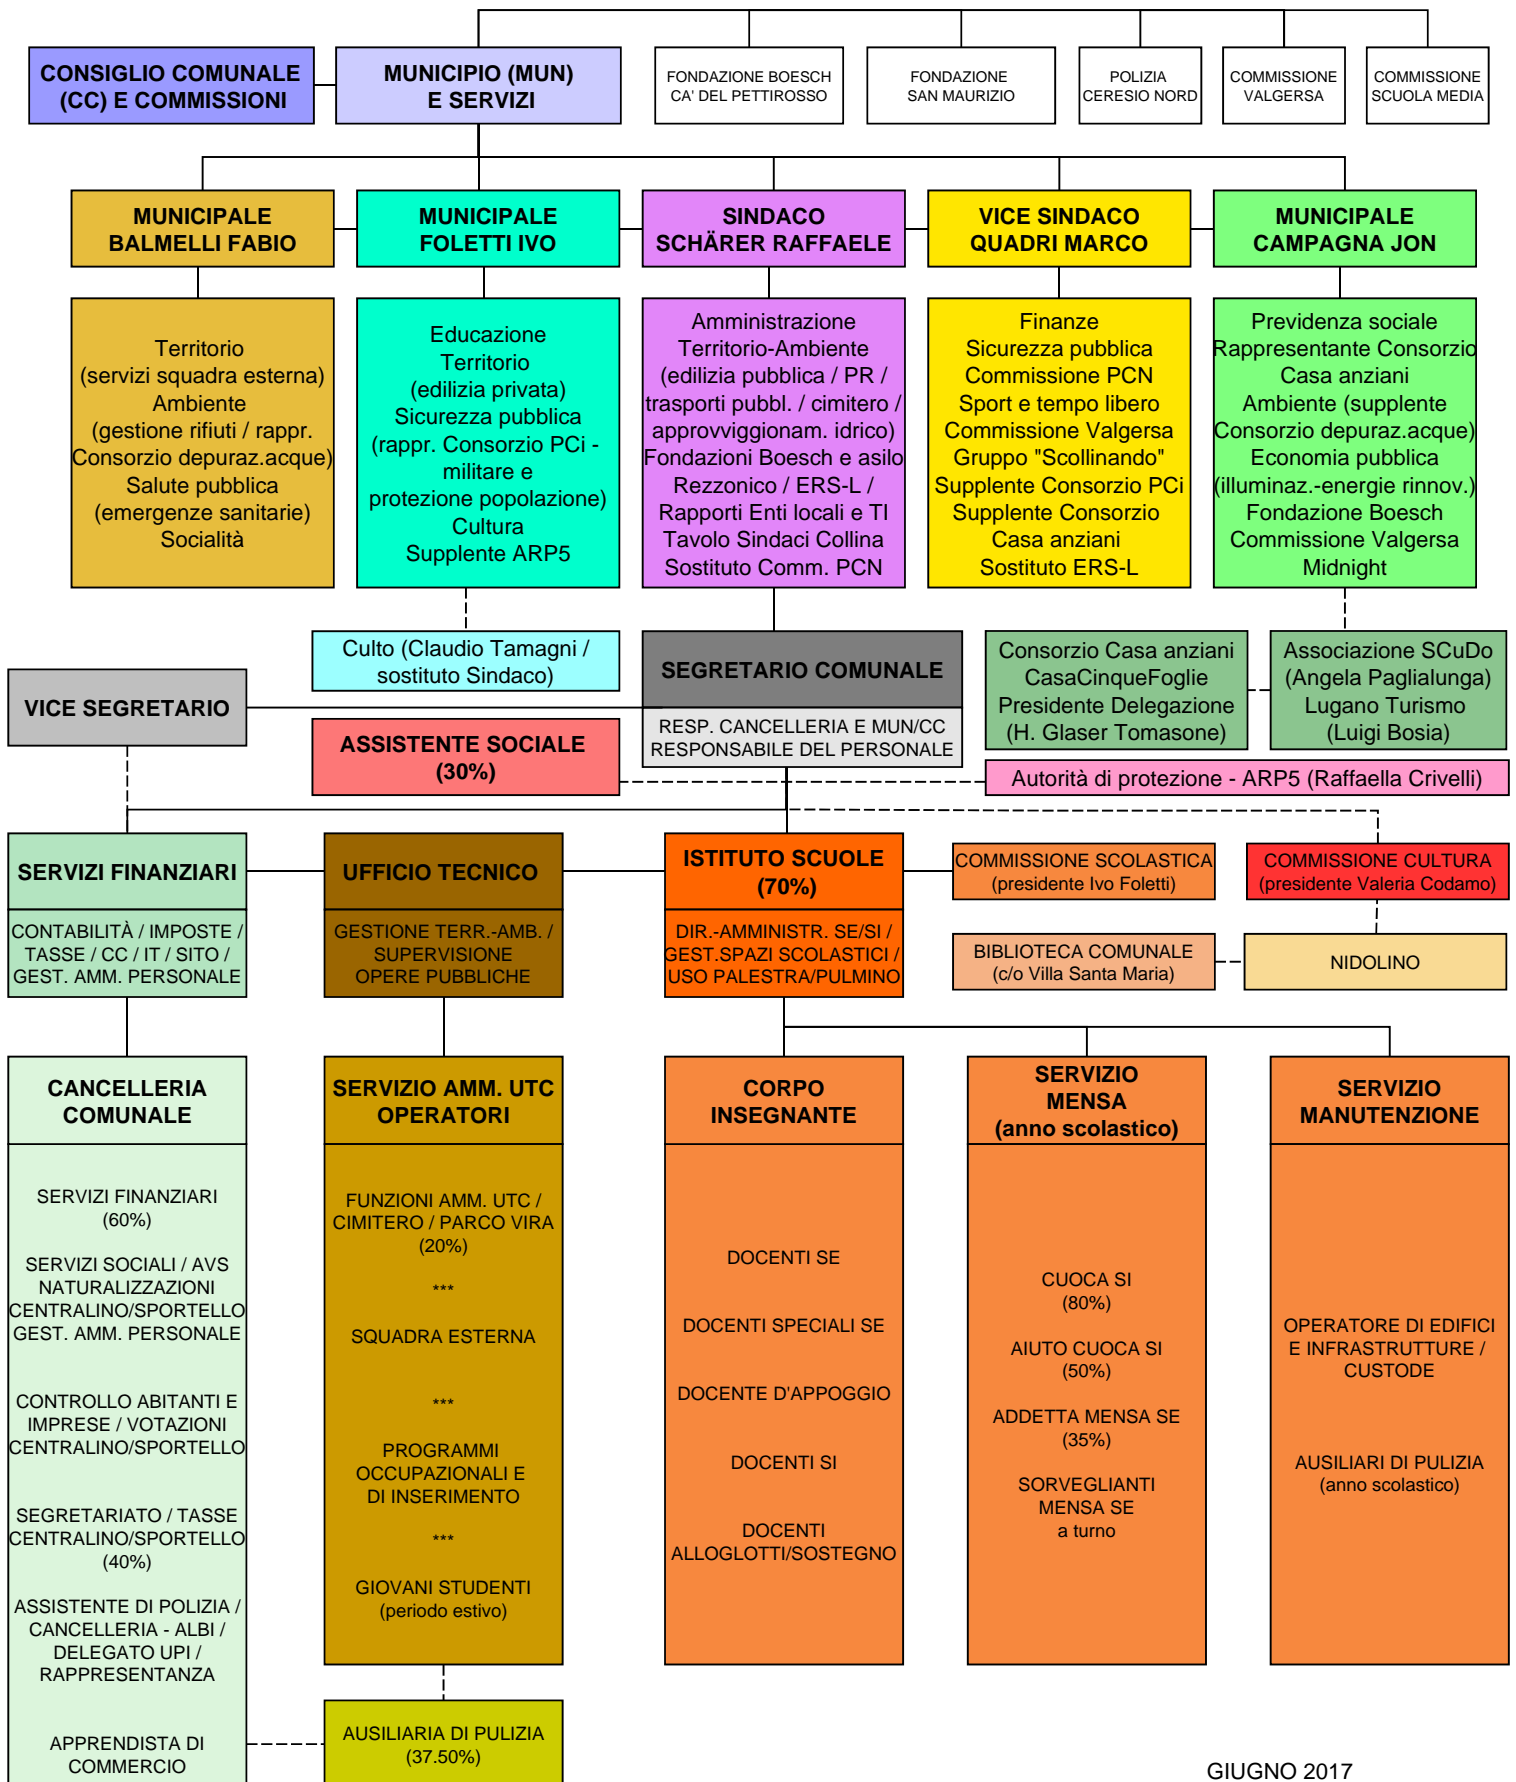 CONSIGLIO COMUNALE
(CC) E COMMISSIONI
MUNICIPIO (MUN)
E SERVIZI
FONDAZIONE BOESCH
CA' DEL PETTIROSSO
FONDAZIONE
SAN MAURIZIO
POLIZIA
CERESIO NORD
COMMISSIONE
VALGERSA
COMMISSIONE
SCUOLA MEDIA
MUNICIPALE
BALMELLI FABIO
MUNICIPALE
FOLETTI IVO
SINDACO
SCHÄRER RAFFAELE
VICE SINDACO
QUADRI MARCO
MUNICIPALE
CAMPAGNA JON
Territorio
(servizi squadra esterna)
Ambiente
(gestione rifiuti / rappr.
Consorzio depuraz.acque)
Salute pubblica
(emergenze sanitarie)
Socialità
Educazione
Territorio
(edilizia privata)
Sicurezza pubblica
(rappr. Consorzio PCi -
militare e
protezione popolazione)
Cultura
Supplente ARP5
Amministrazione
Territorio-Ambiente
(edilizia pubblica / PR /
trasporti pubbl. / cimitero /
approvviggionam. idrico)
Fondazioni Boesch e asilo
Rezzonico / ERS-L /
Rapporti Enti locali e TI
Tavolo Sindaci Collina
Sostituto Comm. PCN
Finanze
Sicurezza pubblica
Commissione PCN
Sport e tempo libero
Commissione Valgersa
Gruppo "Scollinando"
Supplente Consorzio PCi
Supplente Consorzio
Casa anziani
Sostituto ERS-L
Previdenza sociale
Rappresentante Consorzio
Casa anziani
Ambiente (supplente
Consorzio depuraz.acque)
Economia pubblica
(illuminaz.-energie rinnov.)
Fondazione Boesch
Commissione Valgersa
Midnight
Culto (Claudio Tamagni /
sostituto Sindaco)
SEGRETARIO COMUNALE
RESP. CANCELLERIA E MUN/CC
RESPONSABILE DEL PERSONALE
Consorzio Casa anziani
CasaCinqueFoglie
Presidente Delegazione
(H. Glaser Tomasone)
Associazione SCuDo
(Angela Paglialunga)
Lugano Turismo
(Luigi Bosia)
VICE SEGRETARIO
ASSISTENTE SOCIALE
(30%)
Autorità di protezione - ARP5 (Raffaella Crivelli)
SERVIZI FINANZIARI
CONTABILITÀ / IMPOSTE /
TASSE / CC / IT / SITO /
GEST. AMM. PERSONALE
UFFICIO TECNICO
GESTIONE TERR.-AMB. /
SUPERVISIONE
OPERE PUBBLICHE
ISTITUTO SCUOLE
(70%)
DIR.-AMMINISTR. SE/SI /
GEST.SPAZI SCOLASTICI /
USO PALESTRA/PULMINO
COMMISSIONE SCOLASTICA
(presidente Ivo Foletti)
COMMISSIONE CULTURA
(presidente Valeria Codamo)
BIBLIOTECA COMUNALE
(c/o Villa Santa Maria)
NIDOLINO
CANCELLERIA
COMUNALE
SERVIZI FINANZIARI
(60%)
SERVIZI SOCIALI / AVS
NATURALIZZAZIONI
CENTRALINO/SPORTELLO
GEST. AMM. PERSONALE
CONTROLLO ABITANTI E
IMPRESE / VOTAZIONI
CENTRALINO/SPORTELLO
SEGRETARIATO / TASSE
CENTRALINO/SPORTELLO
(40%)
ASSISTENTE DI POLIZIA /
CANCELLERIA - ALBI /
DELEGATO UPI /
RAPPRESENTANZA
APPRENDISTA DI
COMMERCIO
SERVIZIO AMM. UTC
OPERATORI
FUNZIONI AMM. UTC /
CIMITERO / PARCO VIRA
(20%)
***
SQUADRA ESTERNA
***
PROGRAMMI
OCCUPAZIONALI E
DI INSERIMENTO
***
GIOVANI STUDENTI
(periodo estivo)
AUSILIARIA DI PULIZIA
(37.50%)
CORPO
INSEGNANTE
DOCENTI SE
DOCENTI SPECIALI SE
DOCENTE D'APPOGGIO
DOCENTI SI
DOCENTI
ALLOGLOTTI/SOSTEGNO
SERVIZIO
MENSA
(anno scolastico)
CUOCA SI
(80%)
AIUTO CUOCA SI
(50%)
ADDETTA MENSA SE
(35%)
SORVEGLIANTI
MENSA SE
a turno
SERVIZIO
MANUTENZIONE
OPERATORE DI EDIFICI
E INFRASTRUTTURE /
CUSTODE
AUSILIARI DI PULIZIA
(anno scolastico)
GIUGNO 2017